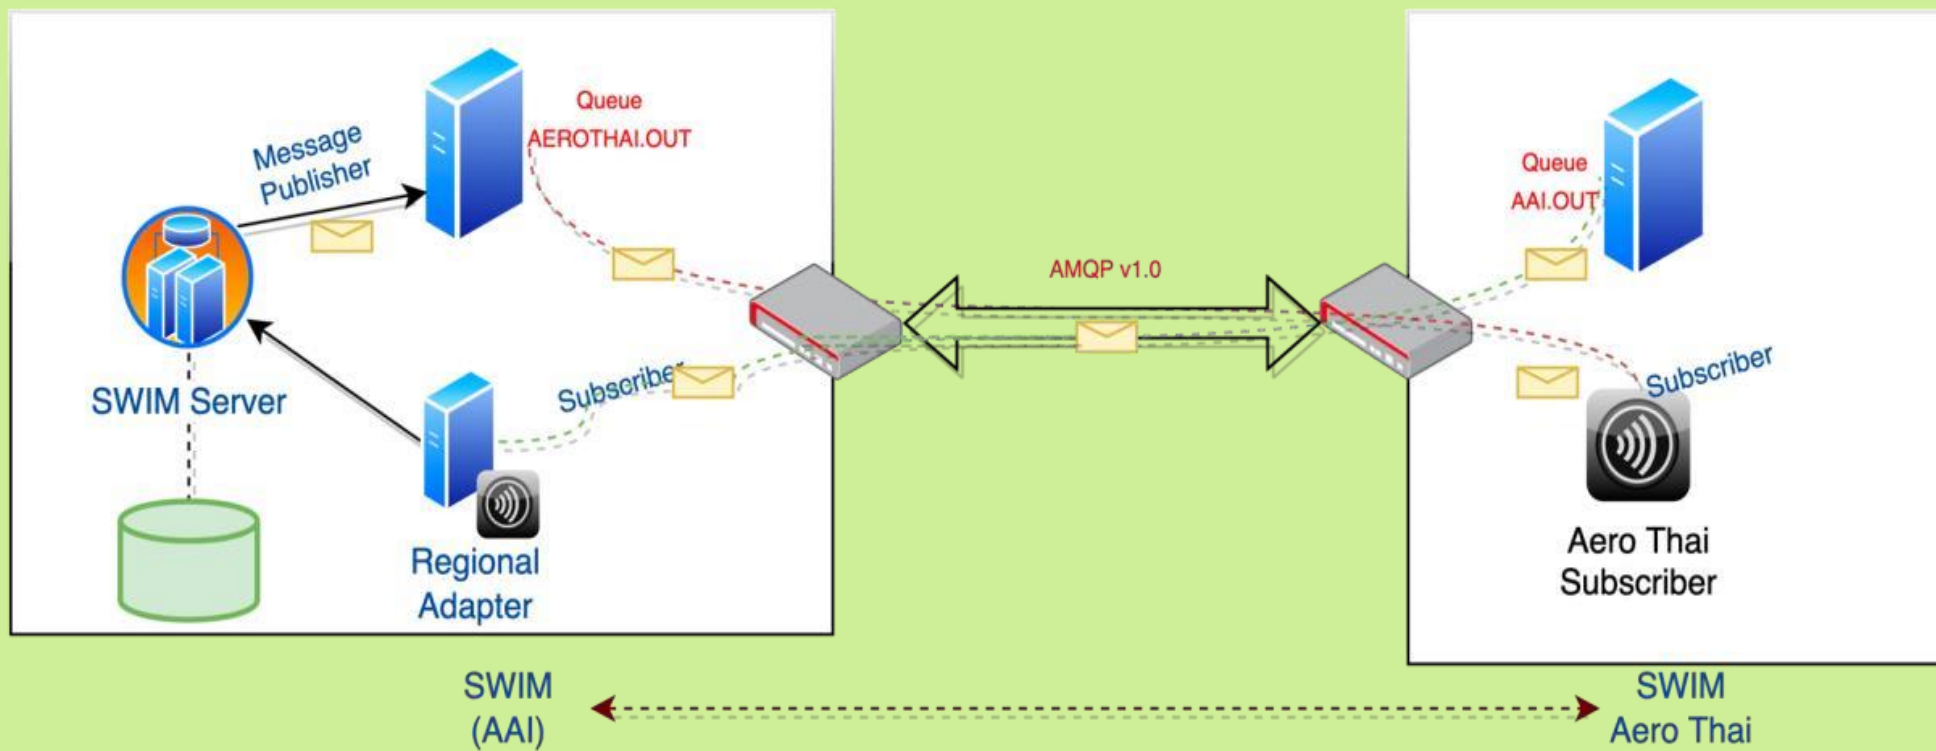 Queue
AEROTHAI.OUT
Message
Publisher
SWIM Server
Subscriber
Regional
Adapter
AMQP v1.0
Queue
AAI.OUT
Subscriber
Aero Thai
Subscriber
SWIM
(AAI)
SWIM
Aero Thai